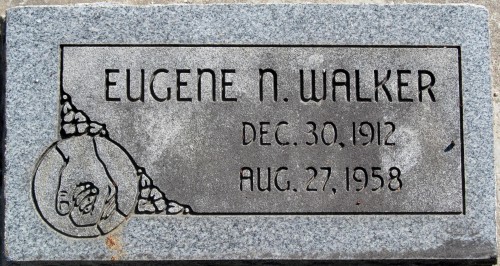 EUGENE N. WALKER
DEC. 30, 1912
AUG. 27, 1958